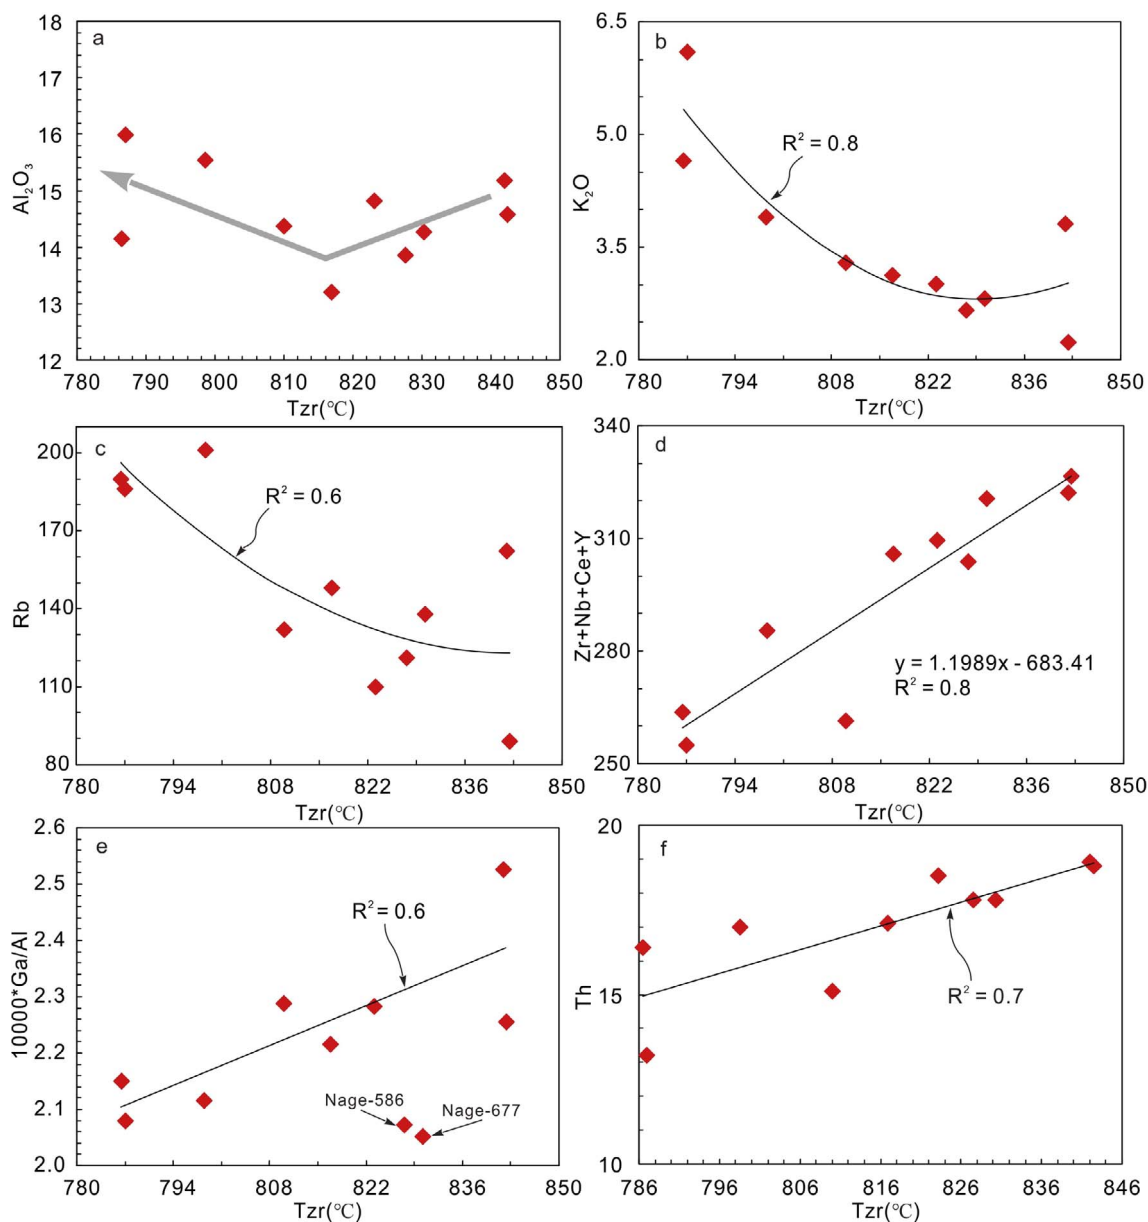 a
18
17
16
15
14
13
12
Al₂O₃
780 790 800 810 820 830 840 850
Tzr(℃)
b
6.5
5.0
3.5
2.0
K₂O
R² = 0.8
780 794 808 822 836 850
Tzr(℃)
c
200
170
140
110
80
Rb
R² = 0.6
780 794 808 822 836 850
Tzr(℃)
d
340
310
280
250
Zr+Nb+Ce+Y
y = 1.1989x - 683.41
R² = 0.8
780 794 808 822 836 850
Tzr(℃)
e
2.6
2.5
2.4
2.3
2.2
2.1
2.0
10000*Ga/Al
R² = 0.6
Nage-586
Nage-677
780 794 808 822 836 850
Tzr(℃)
f
20
15
10
Th
R² = 0.7
786 796 806 816 826 836 846
Tzr(℃)